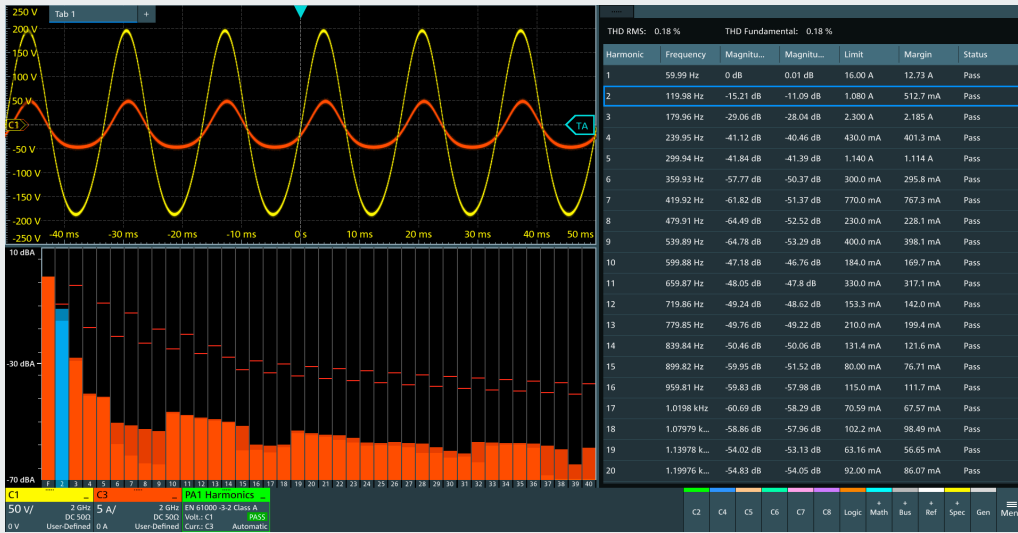 Tab 1 +
250 V
200 V
150 V
100 V
50 V
C1
TA
-50 V
-100 V
-150 V
-200 V
-250 V
-40 ms -30 ms -20 ms -10 ms 0 s 10 ms 20 ms 30 ms 40 ms 50 ms
10 dBA
-30 dBA
-70 dBA
F 2 3 4 5 6 7 8 9 10 11 12 13 14 15 16 17 18 19 20 21 22 23 24 25 26 27 28 29 30 31 32 33 34 35 36 37 38 39 40
THD RMS: 0.18 % THD Fundamental: 0.18 %
Harmonic Frequency Magnitu... Magnitu... Limit Margin Status
1 59.99 Hz 0 dB 0.01 dB 16.00 A 12.73 A Pass
2 119.98 Hz -15.21 dB -11.09 dB 1.080 A 512.7 mA Pass
3 179.96 Hz -29.06 dB -28.04 dB 2.300 A 2.185 A Pass
4 239.95 Hz -41.12 dB -40.46 dB 430.0 mA 401.3 mA Pass
5 299.94 Hz -41.84 dB -41.39 dB 1.140 A 1.114 A Pass
6 359.93 Hz -57.77 dB -50.37 dB 300.0 mA 295.8 mA Pass
7 419.92 Hz -61.82 dB -51.37 dB 770.0 mA 767.3 mA Pass
8 479.91 Hz -64.49 dB -52.52 dB 230.0 mA 228.1 mA Pass
9 539.89 Hz -64.78 dB -53.29 dB 400.0 mA 398.1 mA Pass
10 599.88 Hz -47.18 dB -46.76 dB 184.0 mA 169.7 mA Pass
11 659.87 Hz -48.05 dB -47.8 dB 330.0 mA 317.1 mA Pass
12 719.86 Hz -49.24 dB -48.62 dB 153.3 mA 142.0 mA Pass
13 779.85 Hz -49.76 dB -49.22 dB 210.0 mA 199.4 mA Pass
14 839.84 Hz -50.46 dB -50.06 dB 131.4 mA 121.6 mA Pass
15 899.82 Hz -59.95 dB -51.52 dB 80.00 mA 76.71 mA Pass
16 959.81 Hz -59.83 dB -57.98 dB 115.0 mA 111.7 mA Pass
17 1.0198 kHz -60.69 dB -58.29 dB 70.59 mA 67.57 mA Pass
18 1.07979 k... -58.86 dB -57.96 dB 102.2 mA 98.49 mA Pass
19 1.13978 k... -54.02 dB -53.13 dB 63.16 mA 56.65 mA Pass
20 1.19976 k... -54.83 dB -54.05 dB 92.00 mA 86.07 mA Pass
C1 C3 PA1 Harmonics
50 V/ 2 GHz 5 A/ 2 GHz EN 61000 -3-2 Class A
DC 50Ω DC 50Ω Volt.: C1 PASS
0 V User-Defined 0 A User-Defined Curr.: C3 Automatic
C2 C4 C5 C6 C7 C8 Logic Math + Bus + Ref + Spec Gen Men